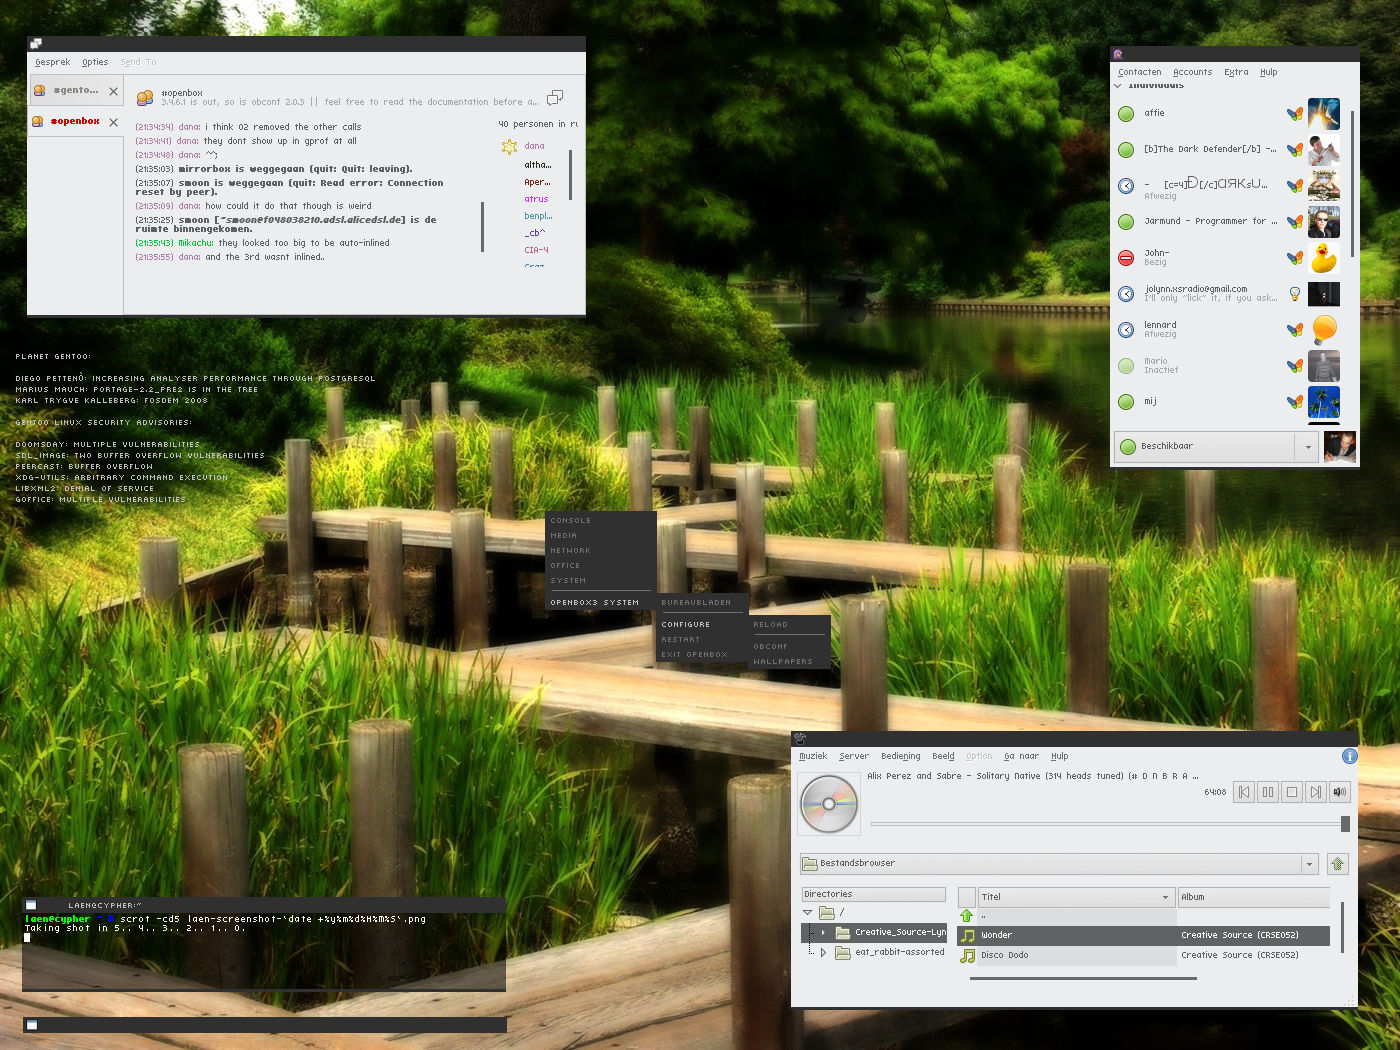 Gesprek Opties Send To
#gento...
#openbox
#openbox
3.4.6.1 is out, so is obconf 2.0.3 || feel free to read the documentation before a...
(21:34:34) dana: i think O2 removed the other calls
(21:34:41) dana: they dont show up in gprof at all
(21:34:48) dana: ^^;
(21:35:03) mirrorbox is weggegaan (quit: Quit: leaving).
(21:35:07) smoon is weggegaan (quit: Read error: Connection
reset by peer).
(21:35:09) dana: how could it do that though is weird
(21:35:25) smoon [~smoon@f048038210.adsl.alicedsl.de] is de
ruimte binnengekomen.
(21:35:43) Mikachu: they looked too big to be auto-inlined
(21:35:55) dana: and the 3rd wasnt inlined..
40 personen in ru
dana
altha...
Aper...
atrus
benpl...
_cb^
CIA-4
Contacten Accounts Extra Hulp
Individuals
affie
[b]The Dark Defender[/b] -...
- [c=4]D[/c]ARKsU...
Afwezig
Jarmund - Programmer for ...
John-
Bezig
jolynn.xsradio@gmail.com
I'll only "lick" it, if you ask...
lennard
Afwezig
Mario
Inactief
mij
Beschikbaar
PLANET GENTOO:
DIEGO PETTENÒ: INCREASING ANALYSER PERFORMANCE THROUGH POSTGRESQL
MARIUS MAUCH: PORTAGE-2.2_PRE2 IS IN THE TREE
KARL TRYGVE KALLEBERG: FOSDEM 2008
GENTOO LINUX SECURITY ADVISORIES:
DOOMSDAY: MULTIPLE VULNERABILITIES
SDL_IMAGE: TWO BUFFER OVERFLOW VULNERABILITIES
PEERCAST: BUFFER OVERFLOW
XDG-UTILS: ARBITRARY COMMAND EXECUTION
LIBXML2: DENIAL OF SERVICE
GOFFICE: MULTIPLE VULNERABILITIES
CONSOLE
MEDIA
NETWORK
OFFICE
SYSTEM
OPENBOX3 SYSTEM
BUREAUBLADEN
CONFIGURE
RESTART
EXIT OPENBOX
RELOAD
OBCONF
WALLPAPERS
Muziek Server Bediening Beeld Option Ga naar Hulp
Alix Perez and Sabre - Solitary Native (314 heads tuned) (# D N B R A ...
64:08
Bestandsbrowser
Directories
/
Creative_Source-Lyn
eat_rabbit-assorted
Titel Album
..
Wonder Creative Source (CRSE052)
Disco Dodo Creative Source (CRSE052)
LAEN@CYPHER:~
laen@cypher ~ # scrot -cd5 laen-screenshot-`date +%y%m%d%H%M%S`.png
Taking shot in 5.. 4.. 3.. 2.. 1.. 0.